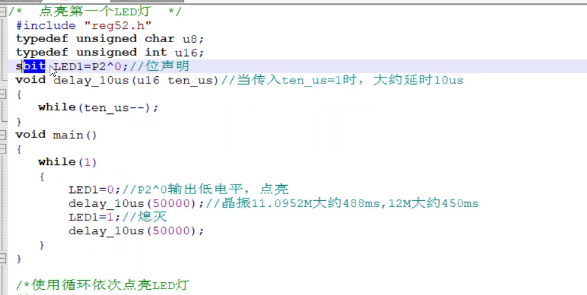 /*  点亮第一个LED灯  */
#include "reg52.h"
typedef unsigned char u8;
typedef unsigned int u16;
sbit LED1=P2^0;//位声明
void delay_10us(u16 ten_us)//当传入ten_us=1时，大约延时10us
{
    while(ten_us--);
}
void main()
{
    while(1)
    {
        LED1=0;//P2^0输出低电平，点亮
        delay_10us(50000);//晶振11.0952M大约488ms,12M大约450ms
        LED1=1;//熄灭
        delay_10us(50000);
    }
}
/*使用循环依次点亮LED灯